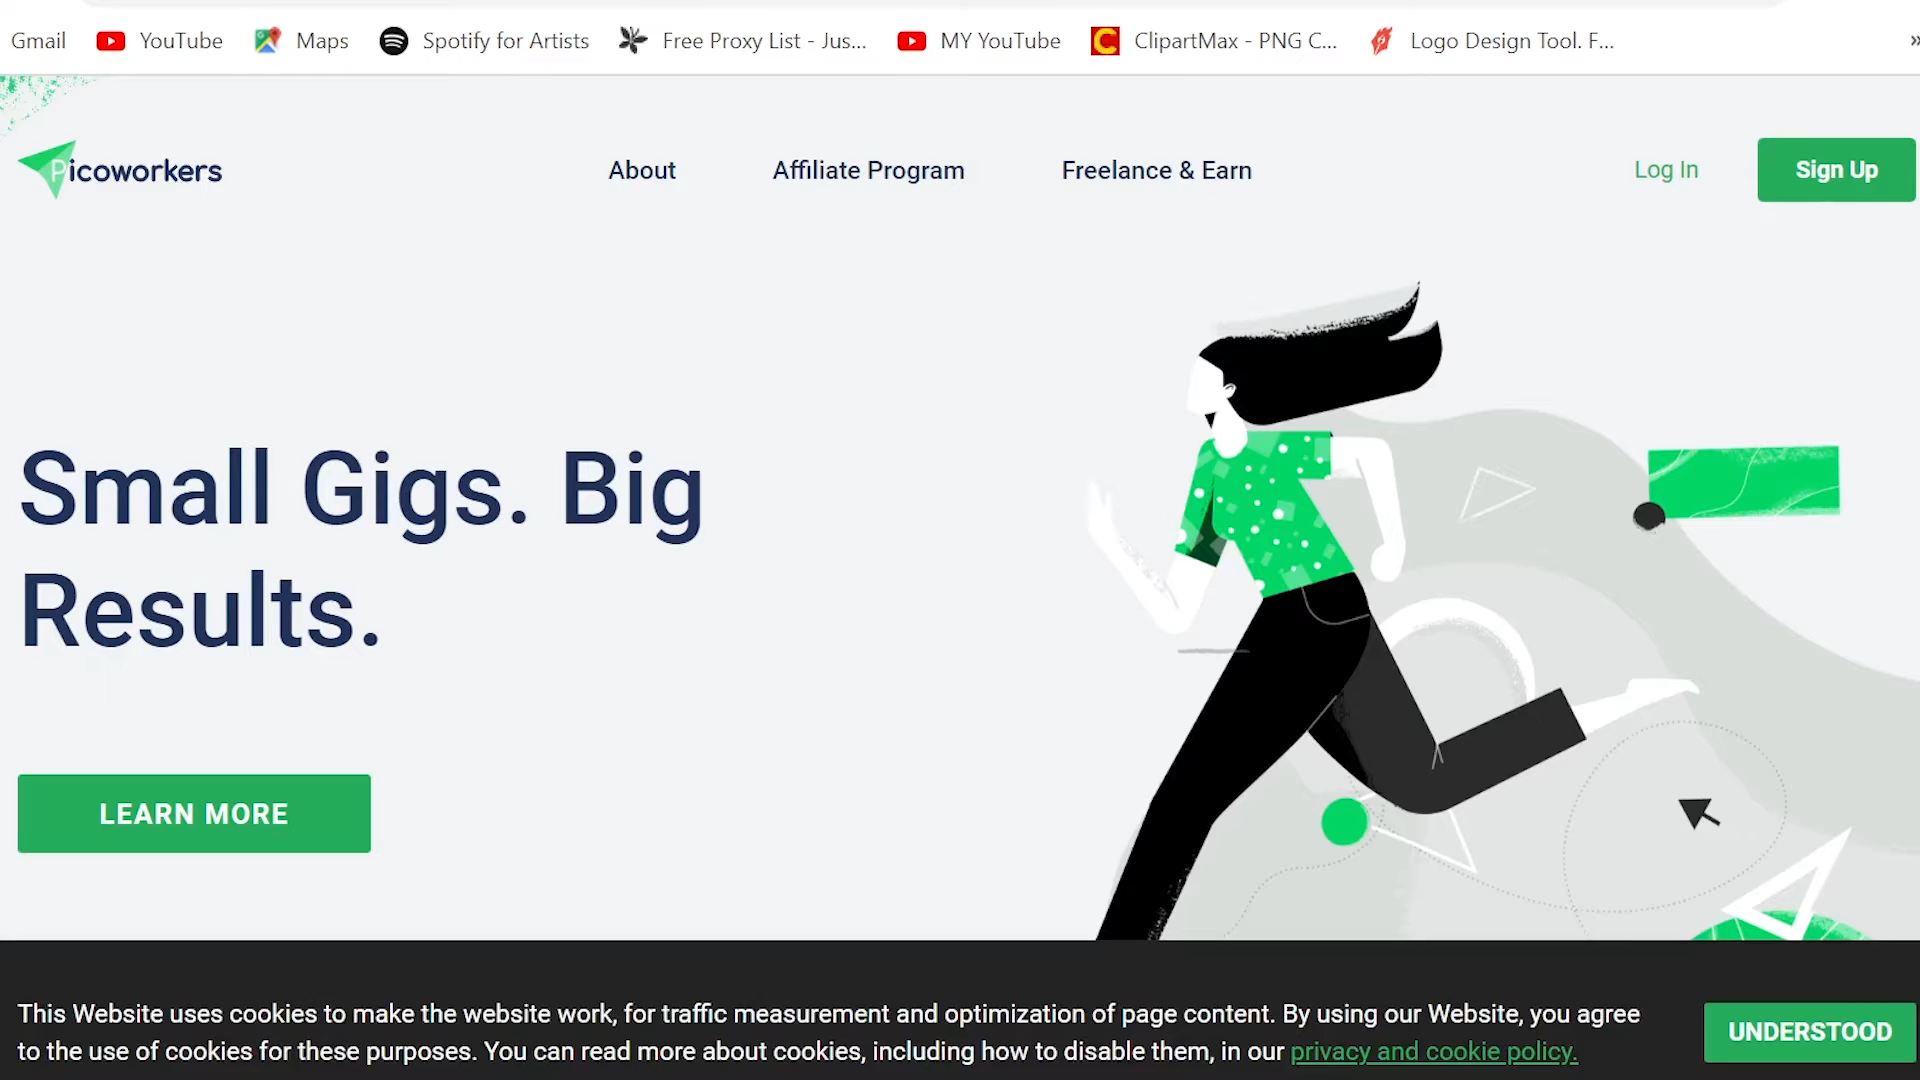 Gmail YouTube Maps Spotify for Artists Free Proxy List - Jus... MY YouTube ClipartMax - PNG C... Logo Design Tool. F... »
Picoworkers About Affiliate Program Freelance & Earn Log In Sign Up
Small Gigs. Big
Results.
LEARN MORE
This Website uses cookies to make the website work, for traffic measurement and optimization of page content. By using our Website, you agree
to the use of cookies for these purposes. You can read more about cookies, including how to disable them, in our privacy and cookie policy.
UNDERSTOOD